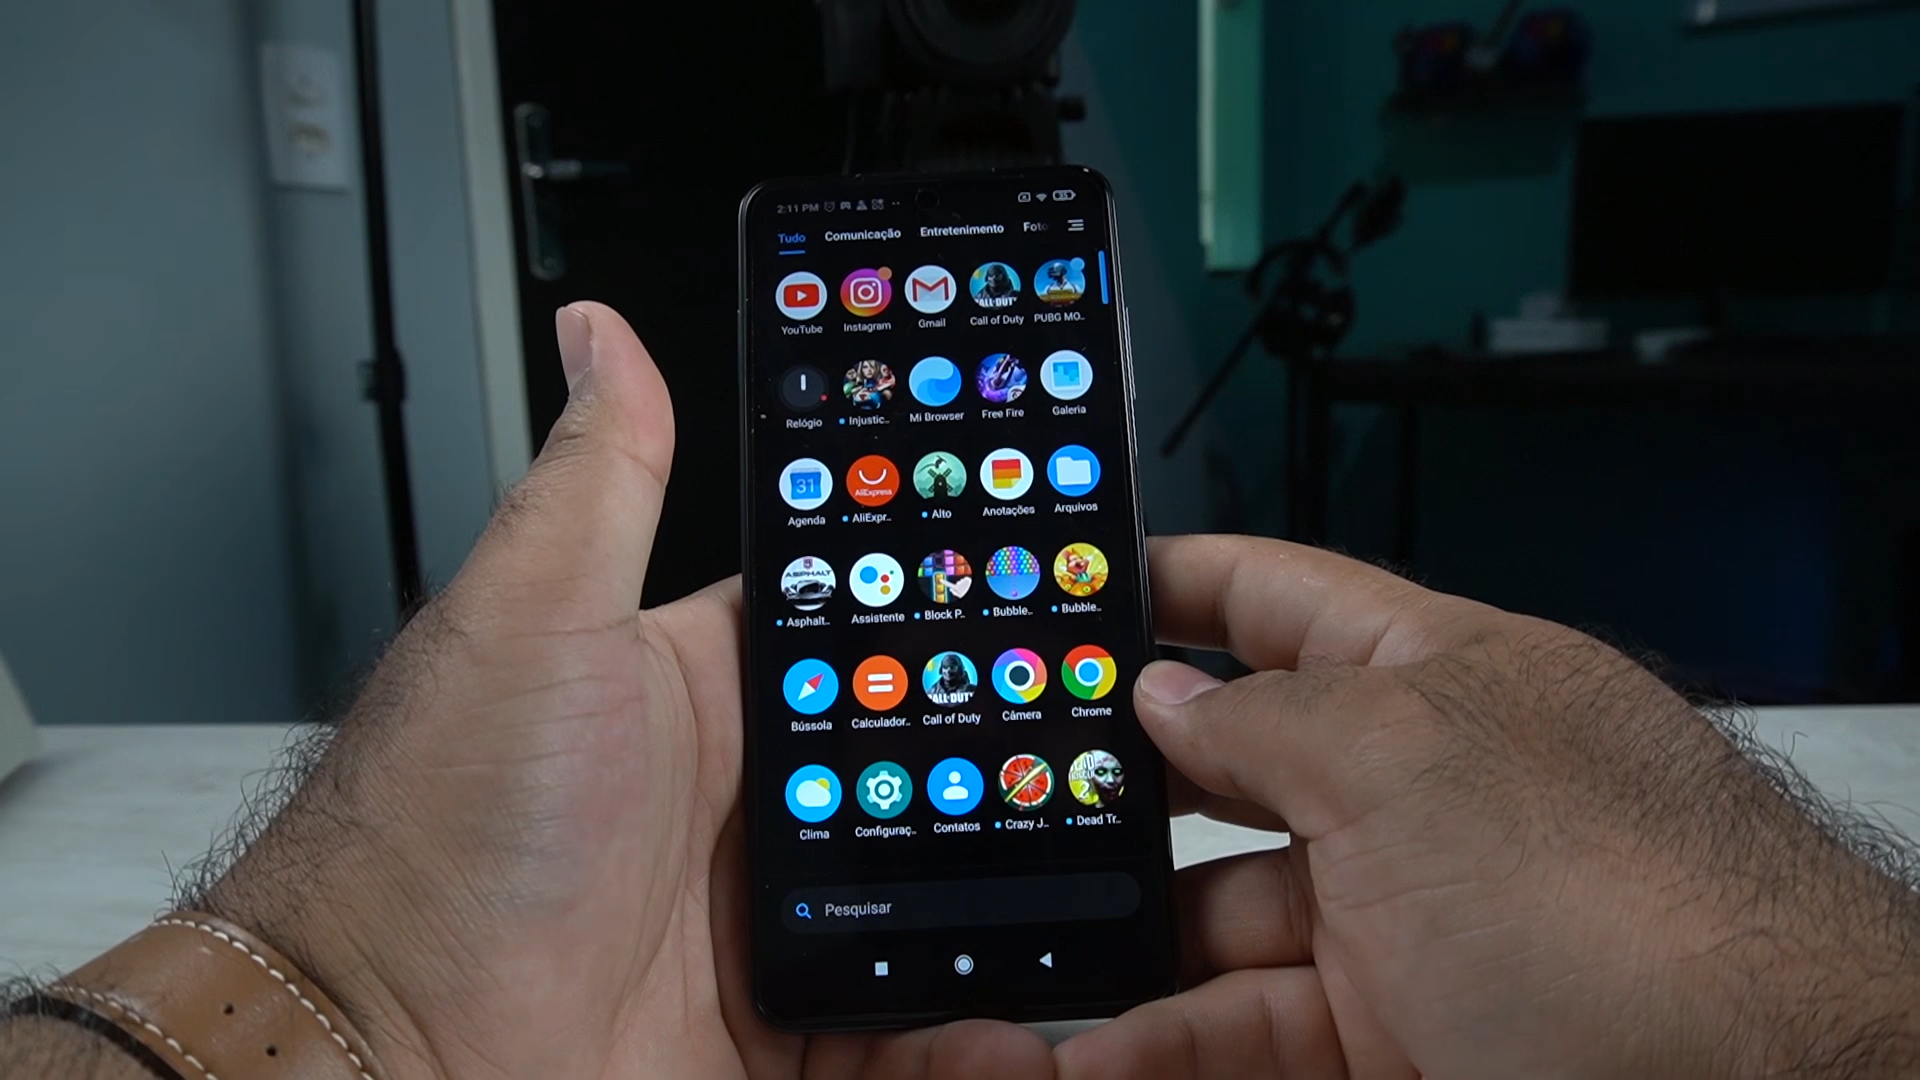 2:11 PM
Tudo Comunicação Entretenimento Foto
YouTube Instagram Gmail Call of Duty PUBG MO..
Relógio Injustic.. Mi Browser Free Fire Galeria
31
AliExpress
Agenda AliExpr.. Alto Anotações Arquivos
ASPHALT
Asphalt.. Assistente Block P.. Bubble.. Bubble..
Bússola Calculador.. Call of Duty Câmera Chrome
Clima Configuraç.. Contatos Crazy J.. Dead Tr..
Pesquisar